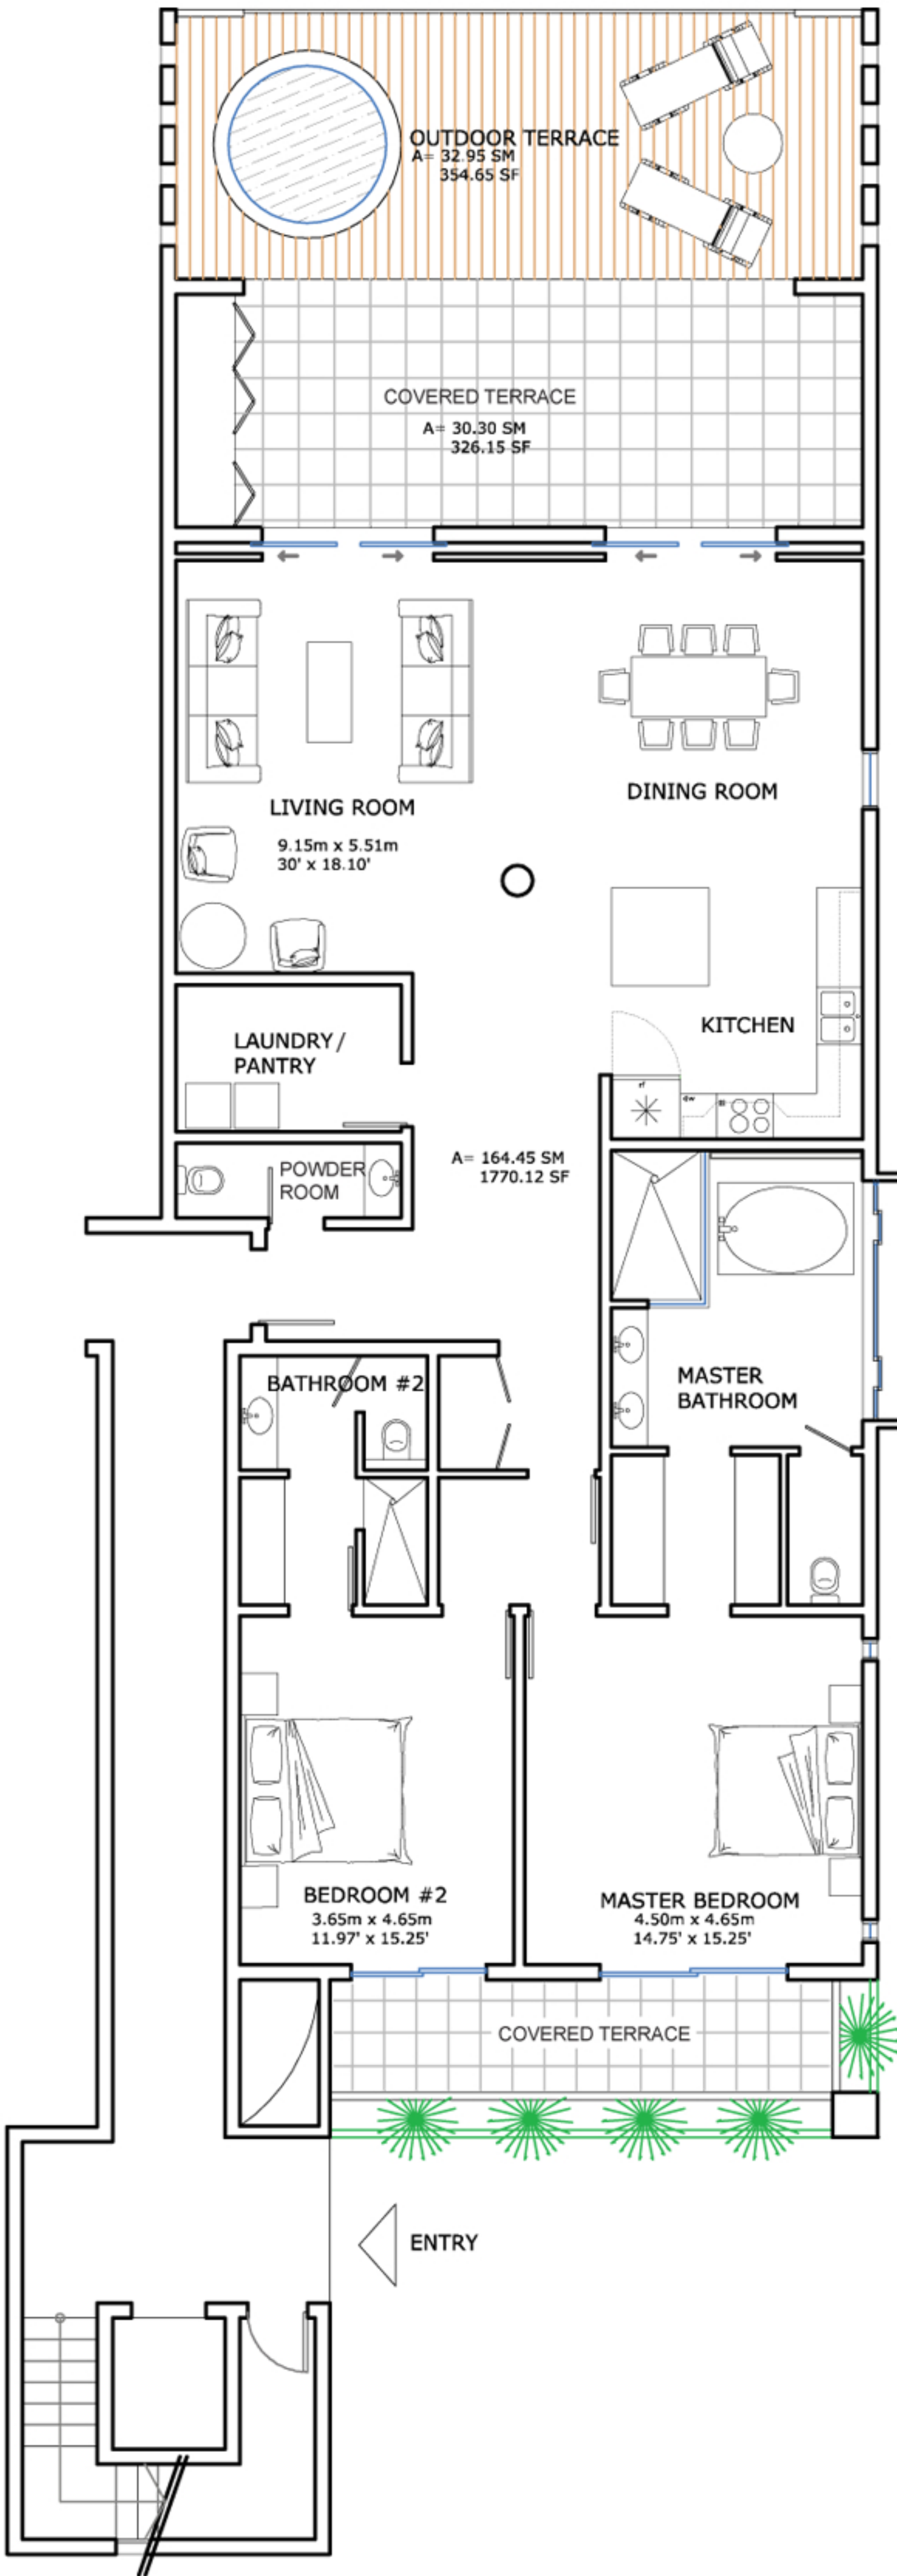 OUTDOOR TERRACE
A= 32.95 SM
354.65 SF
COVERED TERRACE
A= 30.30 SM
326.15 SF
LIVING ROOM
9.15m x 5.51m
30' x 18.10'
DINING ROOM
KITCHEN
rf
dw
LAUNDRY/
PANTRY
POWDER
ROOM
A= 164.45 SM
1770.12 SF
MASTER
BATHROOM
BATHROOM #2
BEDROOM #2
3.65m x 4.65m
11.97' x 15.25'
MASTER BEDROOM
4.50m x 4.65m
14.75' x 15.25'
COVERED TERRACE
ENTRY